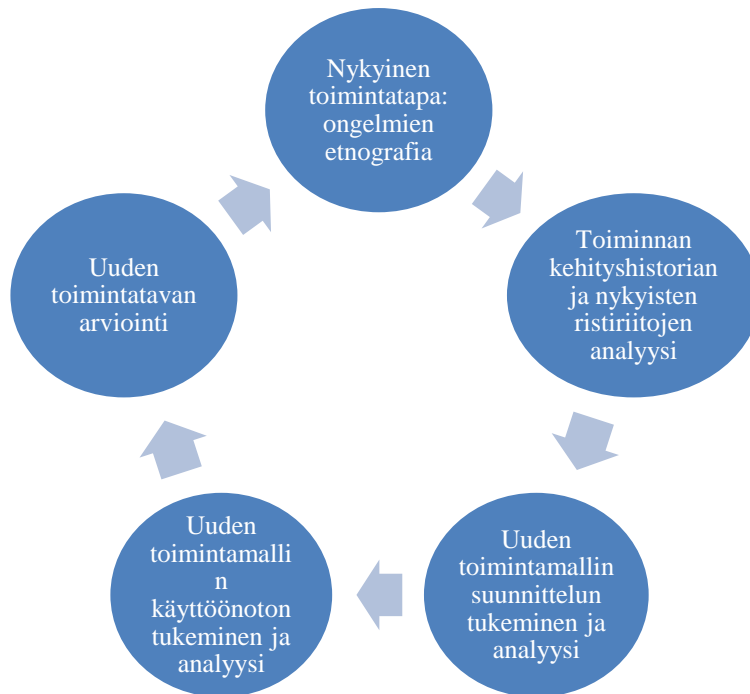 Nykyinen
toimintatapa:
ongelmien
etnografia
Toiminnan
kehityshistorian
ja nykyisten
ristiriitojen
analyysi
Uuden
toimintamallin
suunnittelun
tukeminen ja
analyysi
Uuden
toimintamalli
n
käyttöönoton
tukeminen ja
analyysi
Uuden
toimintatavan
arviointi